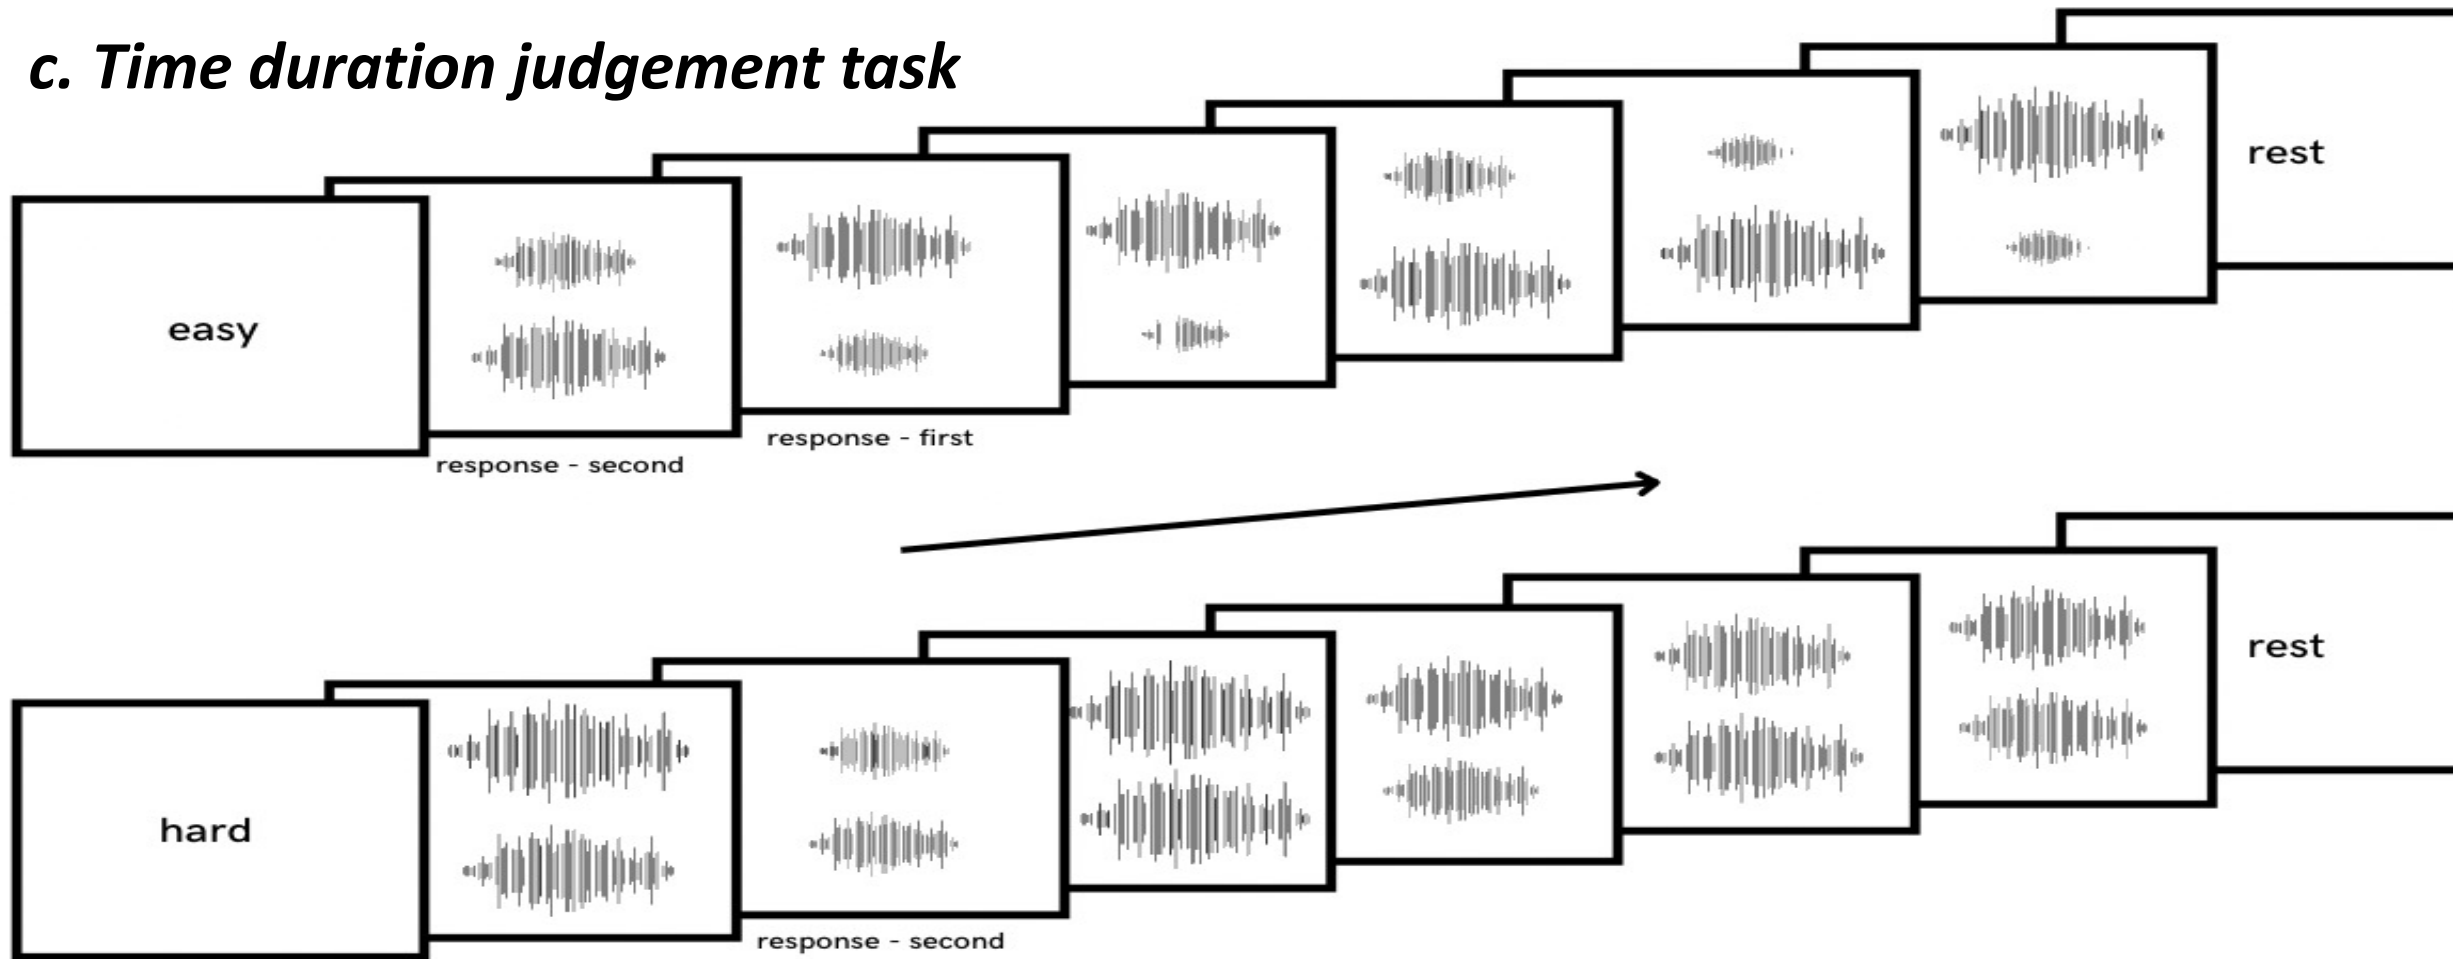 c. Time duration judgement task
rest
easy
response - first
response - second
rest
hard
response - second